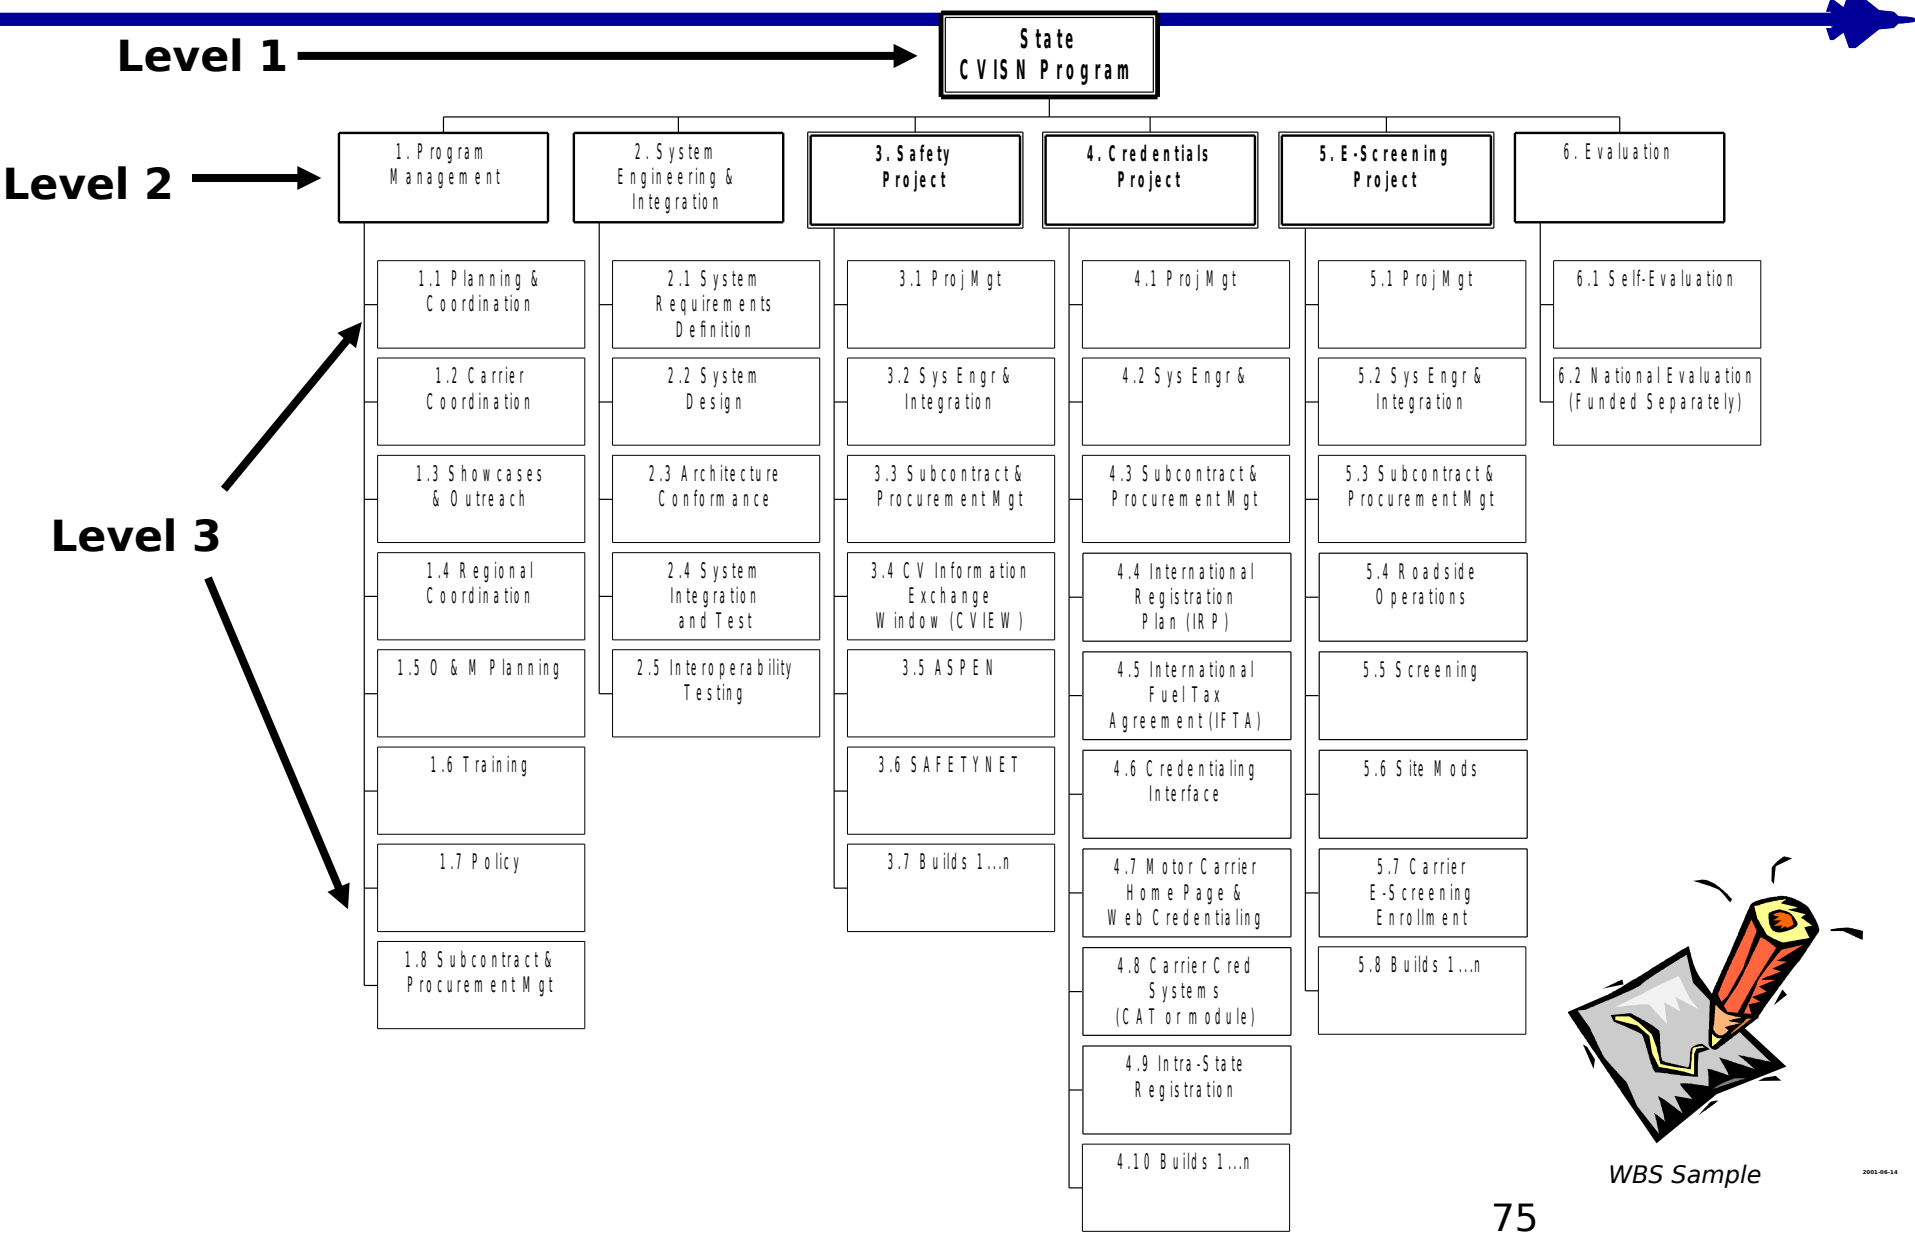 Level 1
State
CVISN Program
Level 2
1. Program
Management
2. System
Engineering &
Integration
3. Safety
Project
4. Credentials
Project
5. E-Screening
Project
6. Evaluation
Level 3
1.1 Planning &
Coordination
1.2 Carrier
Coordination
1.3 Showcases
& Outreach
1.4 Regional
Coordination
1.5 O & M Planning
1.6 Training
1.7 Policy
1.8 Subcontract &
Procurement Mgt
2.1 System
Requirements
Definition
2.2 System
Design
2.3 Architecture
Conformance
2.4 System
Integration
and Test
2.5 Interoperability
Testing
3.1 Proj Mgt
3.2 Sys Engr &
Integration
3.3 Subcontract &
Procurement Mgt
3.4 CV Information
Exchange
Window (CVIEW)
3.5 ASPEN
3.6 SAFETYNET
3.7 Builds 1...n
4.1 Proj Mgt
4.2 Sys Engr &
4.3 Subcontract &
Procurement Mgt
4.4 International
Registration
Plan (IRP)
4.5 International
Fuel Tax
Agreement (IFTA)
4.6 Credentialing
Interface
4.7 Motor Carrier
Home Page &
Web Credentialing
4.8 Carrier Cred
Systems
(CAT or module)
4.9 Intra-State
Registration
4.10 Builds 1...n
5.1 Proj Mgt
5.2 Sys Engr &
Integration
5.3 Subcontract &
Procurement Mgt
5.4 Roadside
Operations
5.5 Screening
5.6 Site Mods
5.7 Carrier
E-Screening
Enrollment
5.8 Builds 1...n
6.1 Self-Evaluation
6.2 National Evaluation
(Funded Separately)
WBS Sample
2001-06-14
75